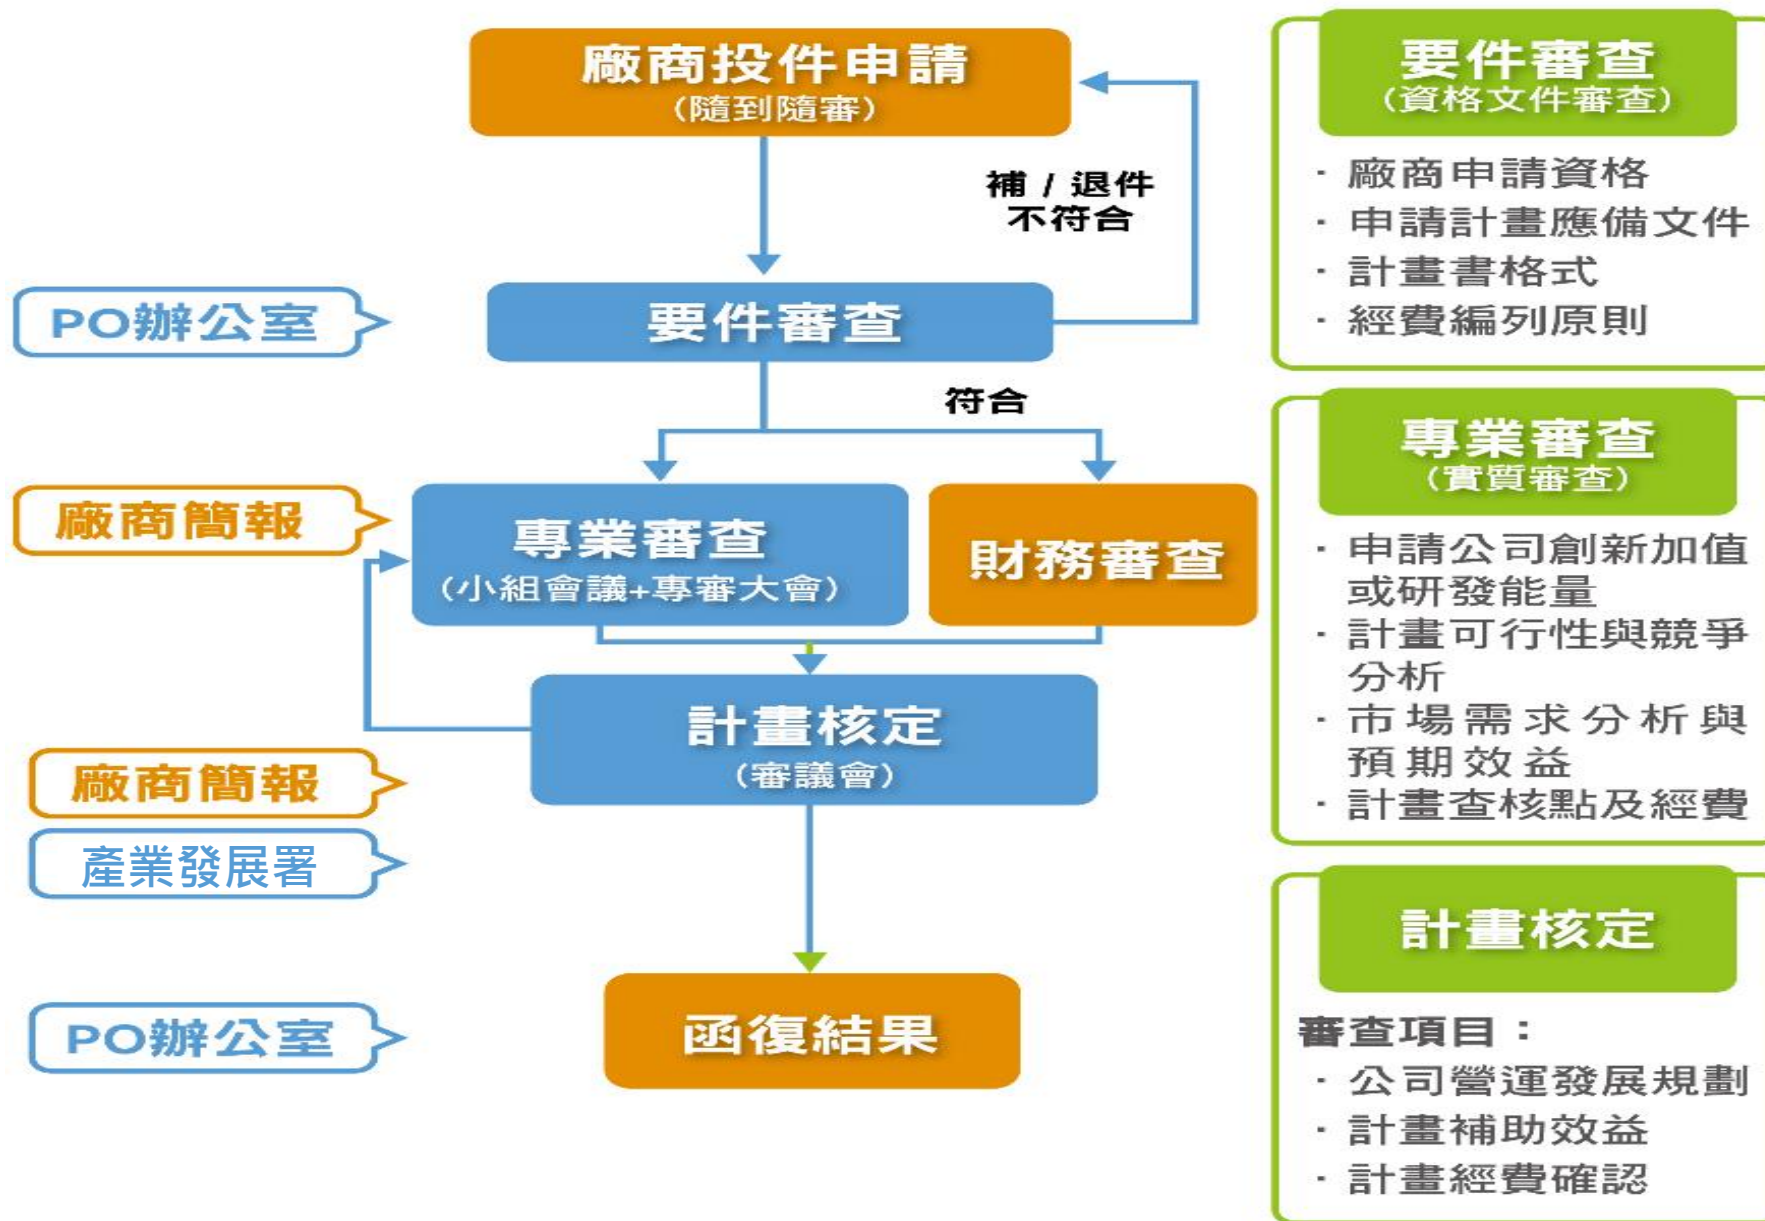 廠商投件申請
(隨到隨審)
補 / 退件
不符合
PO辦公室
要件審查
符合
廠商簡報
專業審查
(小組會議+專審大會)
財務審查
計畫核定
(審議會)
廠商簡報
產業發展署
PO辦公室
函復結果
要件審查
(資格文件審查)
· 廠商申請資格
· 申請計畫應備文件
· 計畫書格式
· 經費編列原則
專業審查
(實質審查)
· 申請公司創新加值
或研發能量
· 計畫可行性與競爭
分析
· 市場需求分析與
預期效益
· 計畫查核點及經費
計畫核定
審查項目：
· 公司營運發展規劃
· 計畫補助效益
· 計畫經費確認